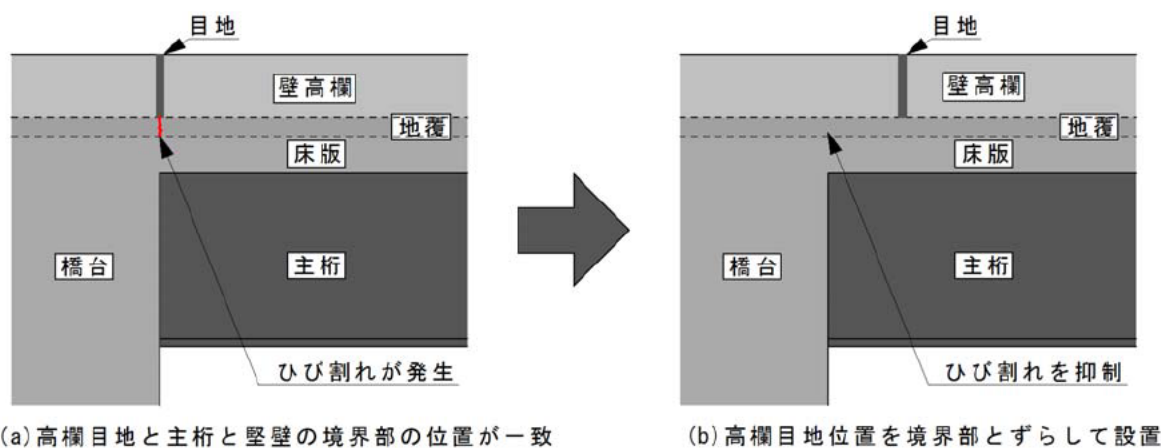 目地
壁高欄
地覆
床版
橋台
主桁
ひび割れが発生
(a)高欄目地と主桁と竪壁の境界部の位置が一致
目地
壁高欄
地覆
床版
橋台
主桁
ひび割れを抑制
(b)高欄目地位置を境界部とずらして設置